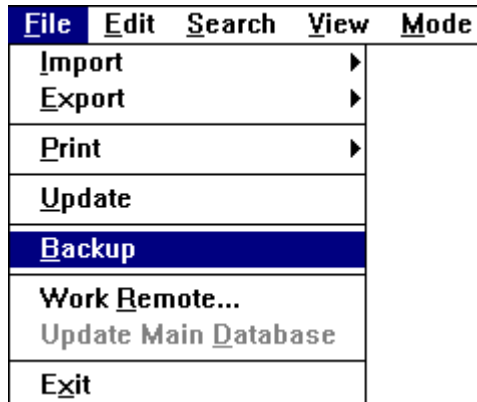 File Edit Search View Mode
Import
Export
Print
Update
Backup
Work Remote...
Update Main Database
Exit